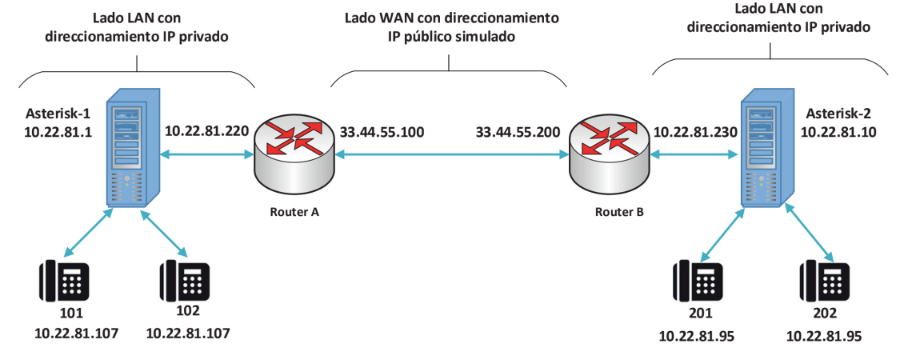 Lado LAN con
direccionamiento IP privado
Lado WAN con direccionamiento
IP público simulado
Lado LAN con
direccionamiento IP privado
Asterisk-1
10.22.81.1
10.22.81.220
33.44.55.100
33.44.55.200
10.22.81.230
Asterisk-2
10.22.81.10
Router A
Router B
101
10.22.81.107
102
10.22.81.107
201
10.22.81.95
202
10.22.81.95